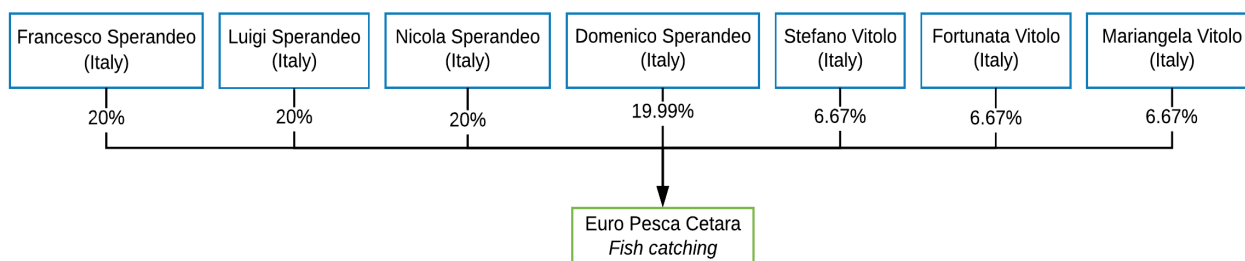 Francesco Sperandeo
(Italy)
Luigi Sperandeo
(Italy)
Nicola Sperandeo
(Italy)
Domenico Sperandeo
(Italy)
Stefano Vitolo
(Italy)
Fortunata Vitolo
(Italy)
Mariangela Vitolo
(Italy)
20%
20%
20%
19.99%
6.67%
6.67%
6.67%
Euro Pesca Cetara
Fish catching